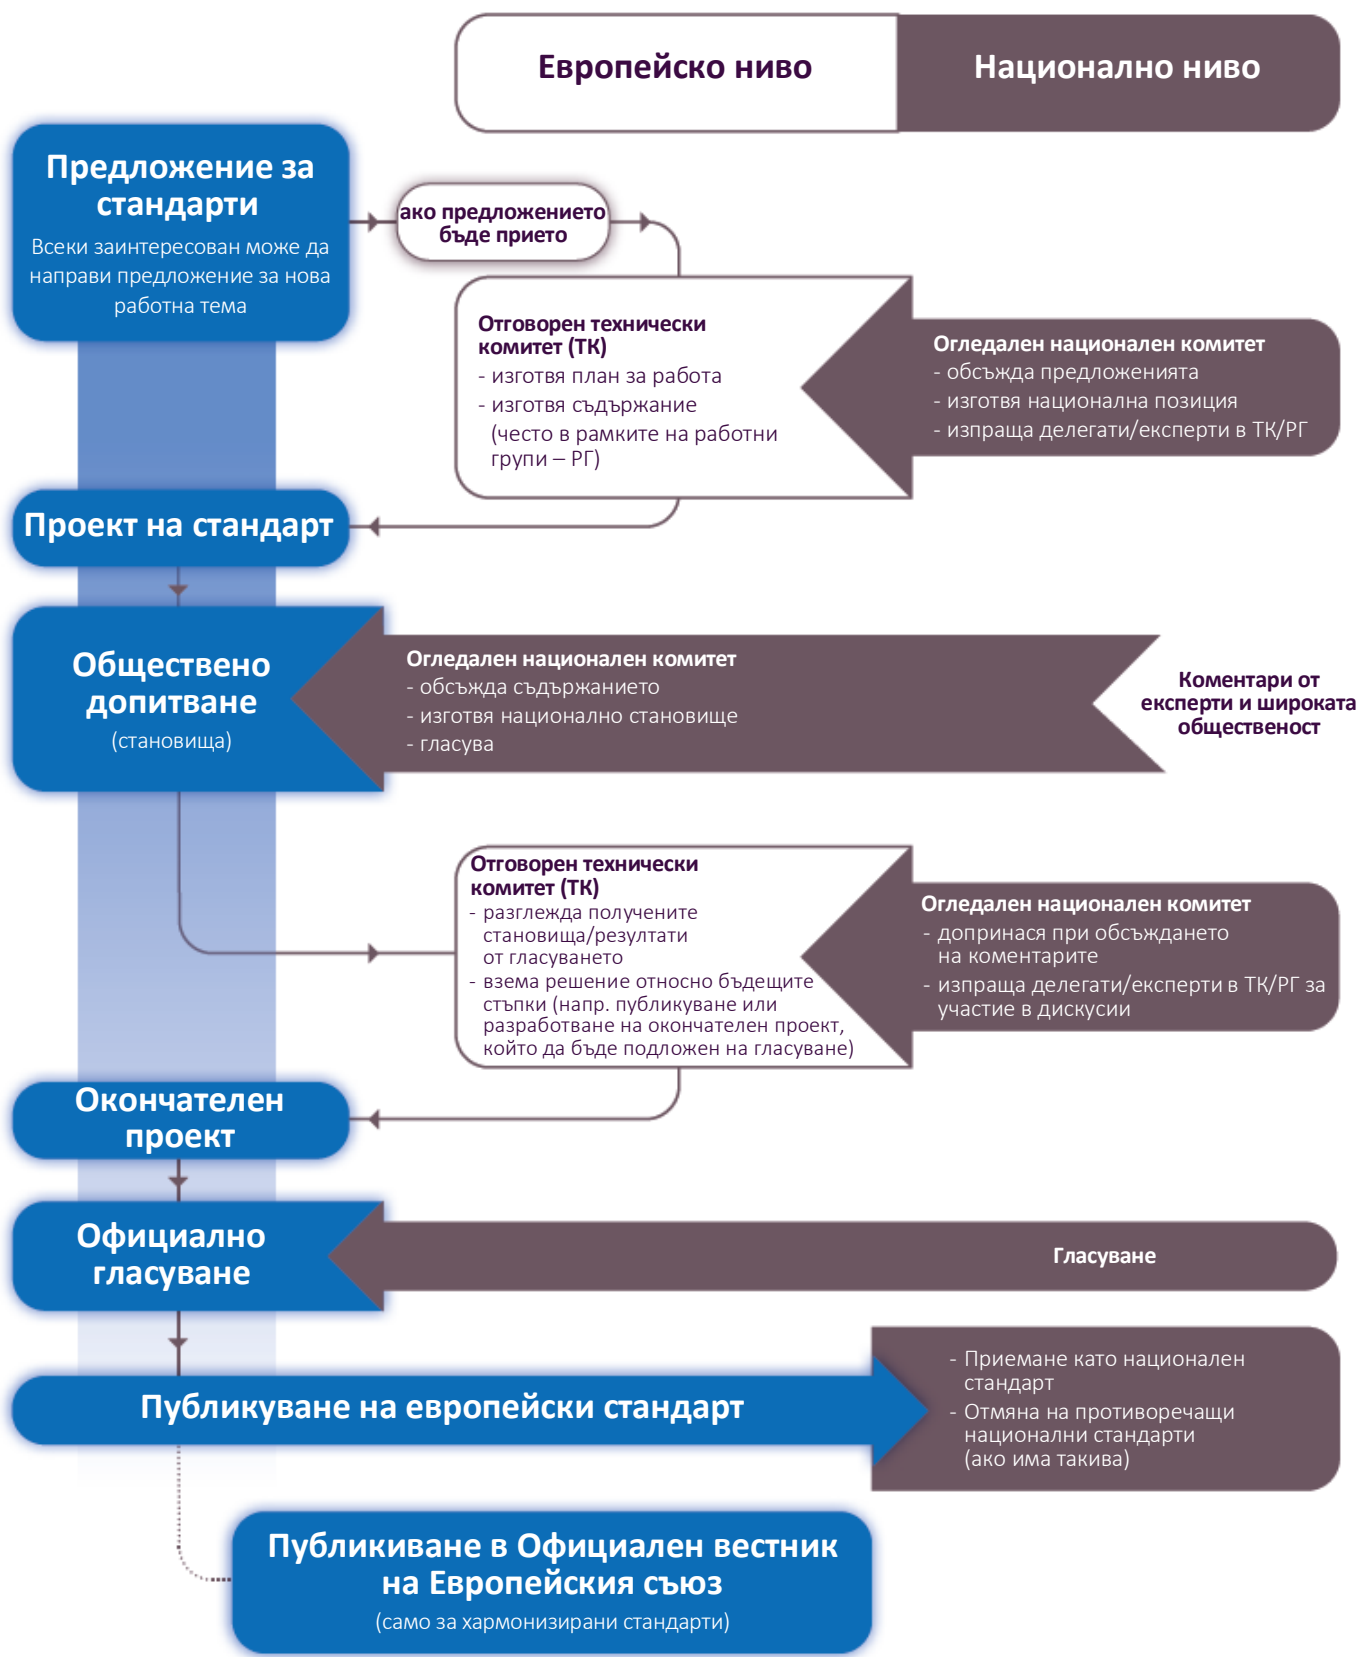 Европейско ниво
Национално ниво
Предложение за
стандарти
Всеки заинтересован може да
направи предложение за нова
работна тема
ако предложението
бъде прието
Отговорен технически
комитет (ТК)
- изготвя план за работа
- изготвя съдържание
(често в рамките на работни
групи – РГ)
Огледален национален комитет
- обсъжда предложенията
- изготвя национална позиция
- изпраща делегати/експерти в ТК/РГ
Проект на стандарт
Обществено
допитване
(становища)
Огледален национален комитет
- обсъжда съдържанието
- изготвя национално становище
- гласува
Коментари от
експерти и широката
общественост
Отговорен технически
комитет (ТК)
- разглежда получените
становища/резултати
от гласуването
- взема решение относно бъдещите
стъпки (напр. публикуване или
разработване на окончателен проект,
който да бъде подложен на гласуване)
Огледален национален комитет
- допринася при обсъждането
на коментарите
- изпраща делегати/експерти в ТК/РГ за
участие в дискусии
Окончателен
проект
Официално
гласуване
Гласуване
Публикуване на европейски стандарт
- Приемане като национален
стандарт
- Отмяна на противоречащи
национални стандарти
(ако има такива)
Публикиване в Официален вестник
на Европейския съюз
(само за хармонизирани стандарти)